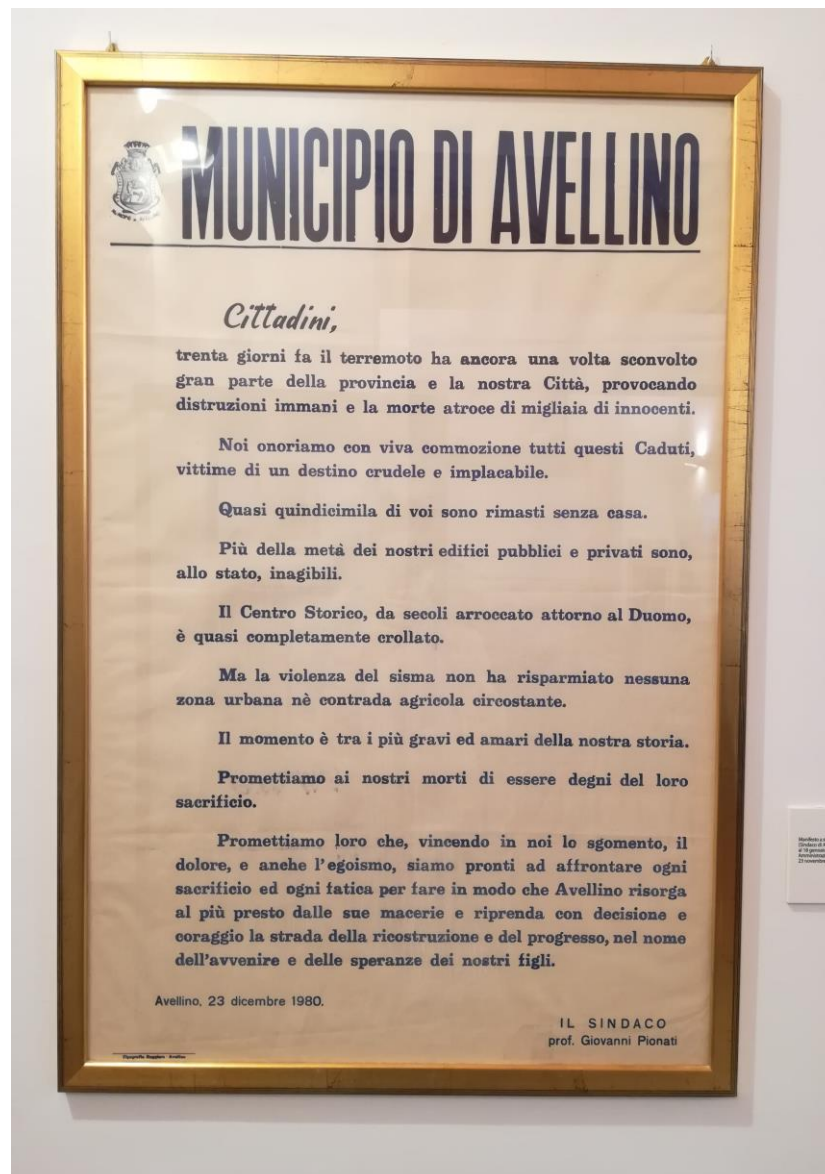 MUNICIPIO DI AVELLINO
Cittadini,
trenta giorni fa il terremoto ha ancora una volta sconvolto
gran parte della provincia e la nostra Città, provocando
distruzioni immani e la morte atroce di migliaia di innocenti.
Noi onoriamo con viva commozione tutti questi Caduti,
vittime di un destino crudele e implacabile.
Quasi quindicimila di voi sono rimasti senza casa.
Più della metà dei nostri edifici pubblici e privati sono,
allo stato, inagibili.
Il Centro Storico, da secoli arroccato attorno al Duomo,
è quasi completamente crollato.
Ma la violenza del sisma non ha risparmiato nessuna
zona urbana nè contrada agricola circostante.
Il momento è tra i più gravi ed amari della nostra storia.
Promettiamo ai nostri morti di essere degni del loro
sacrificio.
Promettiamo loro che, vincendo in noi lo sgomento, il
dolore, e anche l'egoismo, siamo pronti ad affrontare ogni
sacrificio ed ogni fatica per fare in modo che Avellino risorga
al più presto dalle sue macerie e riprenda con decisione e
coraggio la strada della ricostruzione e del progresso, nel nome
dell'avvenire e delle speranze dei nostri figli.
Avellino, 23 dicembre 1980.
IL SINDACO
prof. Giovanni Pionati